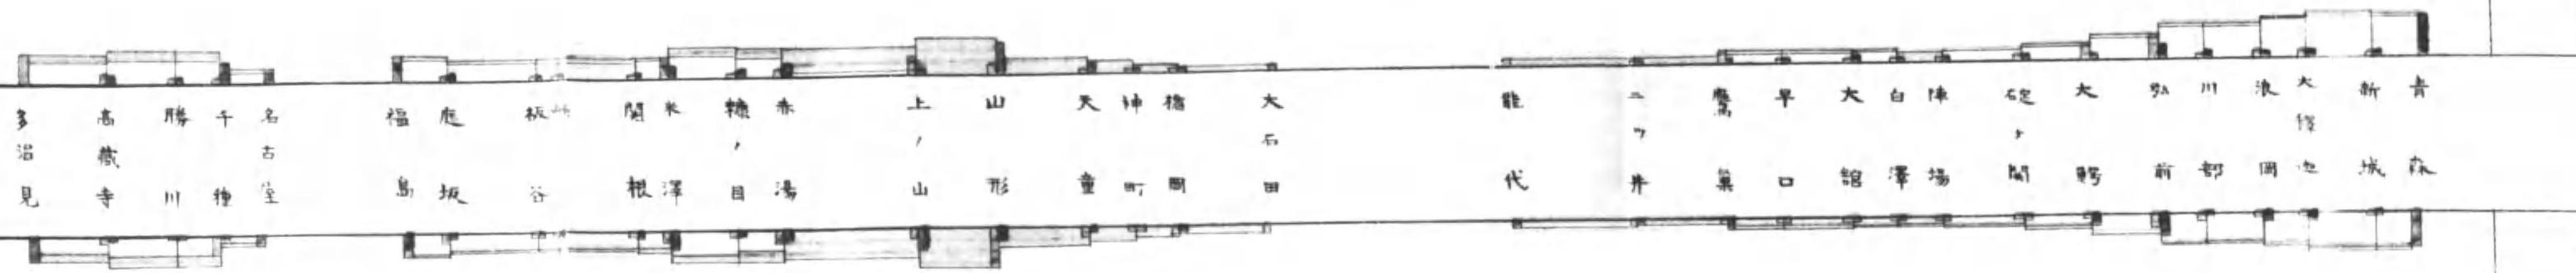 多治見
高蔵寺
勝川
千種
名古屋
福島
庭坂
板谷
関根
米澤
糠ノ目
赤湯
上ノ山
山形
天童
神町
楯岡
大石田
能代
二ツ井
鷹巣
早口
大舘
白澤
陣場
碇ヶ関
大鰐
弘前
川部
浪岡
大釋迦
新城
青森